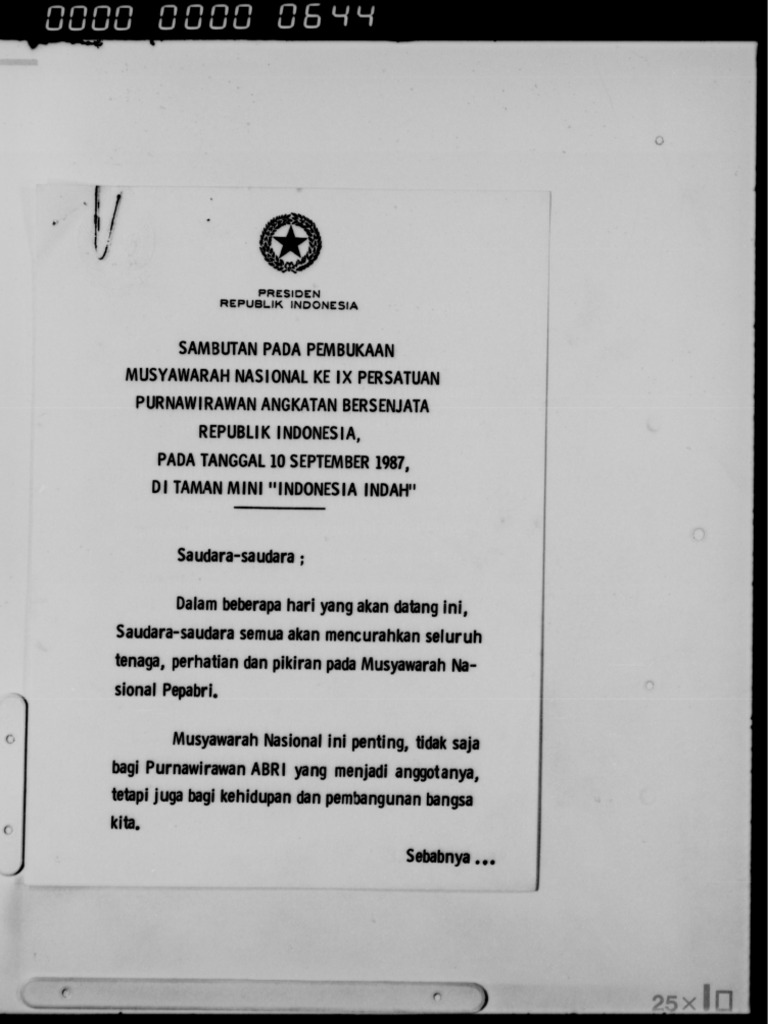 0000 0000 0644
PRESIDEN
REPUBLIK INDONESIA
SAMBUTAN PADA PEMBUKAAN
MUSYAWARAH NASIONAL KE IX PERSATUAN
PURNAWIRAWAN ANGKATAN BERSENJATA
REPUBLIK INDONESIA,
PADA TANGGAL 10 SEPTEMBER 1987,
DI TAMAN MINI "INDONESIA INDAH"
Saudara-saudara ;
Dalam beberapa hari yang akan datang ini,
Saudara-saudara semua akan mencurahkan seluruh
tenaga, perhatian dan pikiran pada Musyawarah Na-
sional Pepabri.
Musyawarah Nasional ini penting, tidak saja
bagi Purnawirawan ABRI yang menjadi anggotanya,
tetapi juga bagi kehidupan dan pembangunan bangsa
kita.
Sebabnya ...
25×